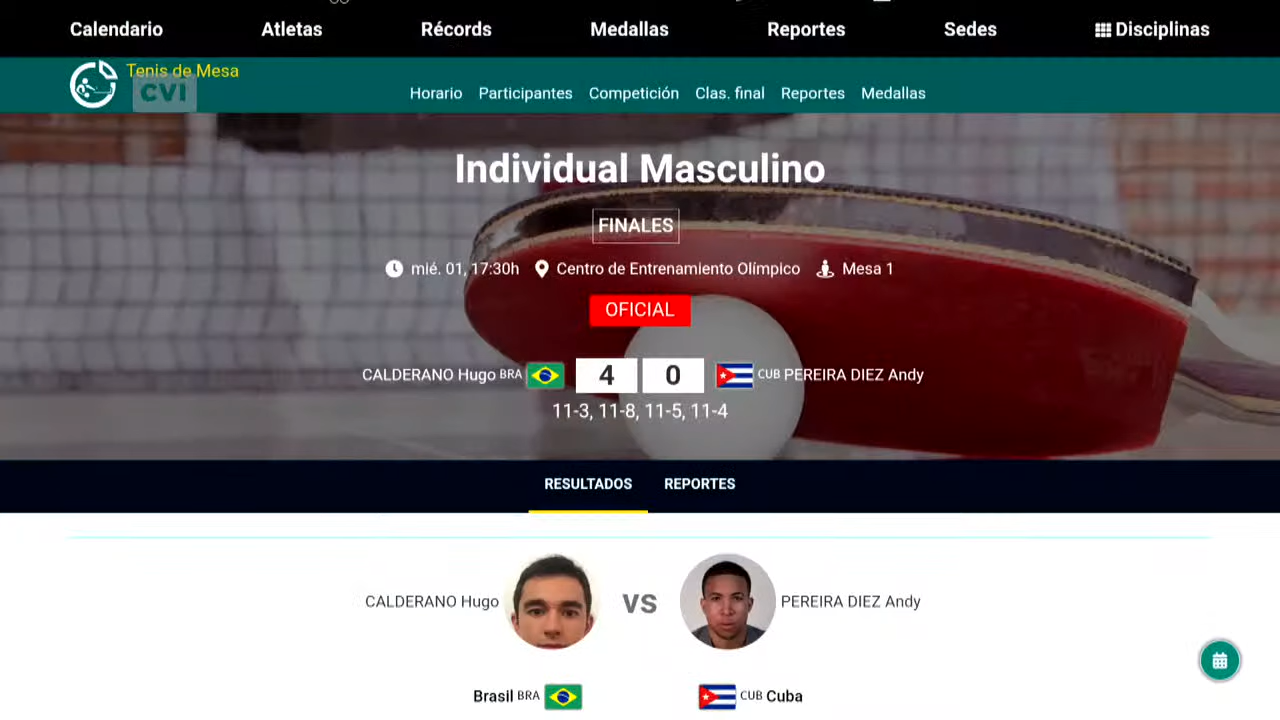 Calendario Atletas Récords Medallas Reportes Sedes Disciplinas
Tenis de Mesa
cvi
Horario Participantes Competición Clas. final Reportes Medallas
Individual Masculino
FINALES
mié. 01, 17:30h Centro de Entrenamiento Olímpico Mesa 1
OFICIAL
CALDERANO Hugo BRA 4 0 CUB PEREIRA DIEZ Andy
11-3, 11-8, 11-5, 11-4
RESULTADOS REPORTES
CALDERANO Hugo VS PEREIRA DIEZ Andy
Brasil BRA CUB Cuba